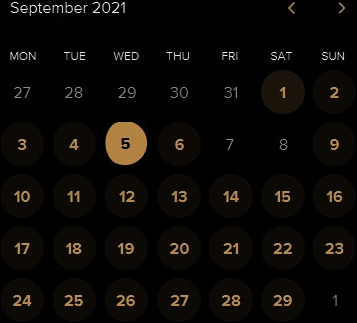 September 2021 < >
MON TUE WED THU FRI SAT SUN
27 28 29 30 31 1 2
3 4 5 6 7 8 9
10 11 12 13 14 15 16
17 18 19 20 21 22 23
24 25 26 27 28 29 1